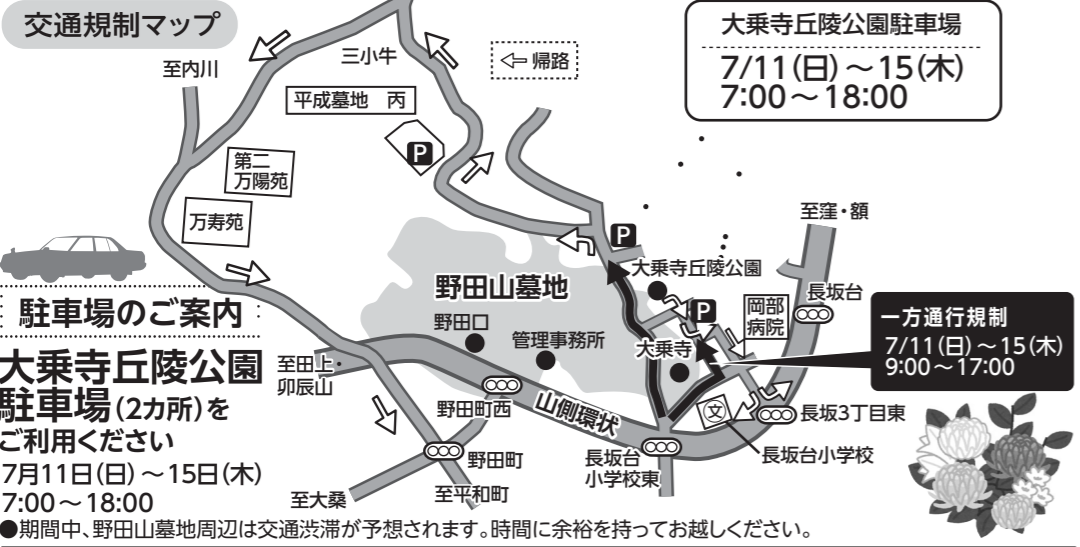 交通規制マップ
至内川
三小牛
⇦ 帰路
平成墓地 丙
P
第二
万陽苑
万寿苑
大乗寺丘陵公園駐車場
7/11(日)～15(木)
7:00～18:00
至窪・額
P
大乗寺丘陵公園
P
岡部
病院
長坂台
野田山墓地
野田口
管理事務所
大乗寺
一方通行規制
7/11(日)～15(木)
9:00～17:00
駐車場のご案内
大乗寺丘陵公園
駐車場(2カ所)を
ご利用ください
7月11日(日)～15日(木)
7:00～18:00
至田上・
卯辰山
野田町西
山側環状
文
長坂3丁目東
長坂台小学校
長坂台
小学校東
野田町
至大桑
至平和町
●期間中、野田山墓地周辺は交通渋滞が予想されます。時間に余裕を持ってお越しください。